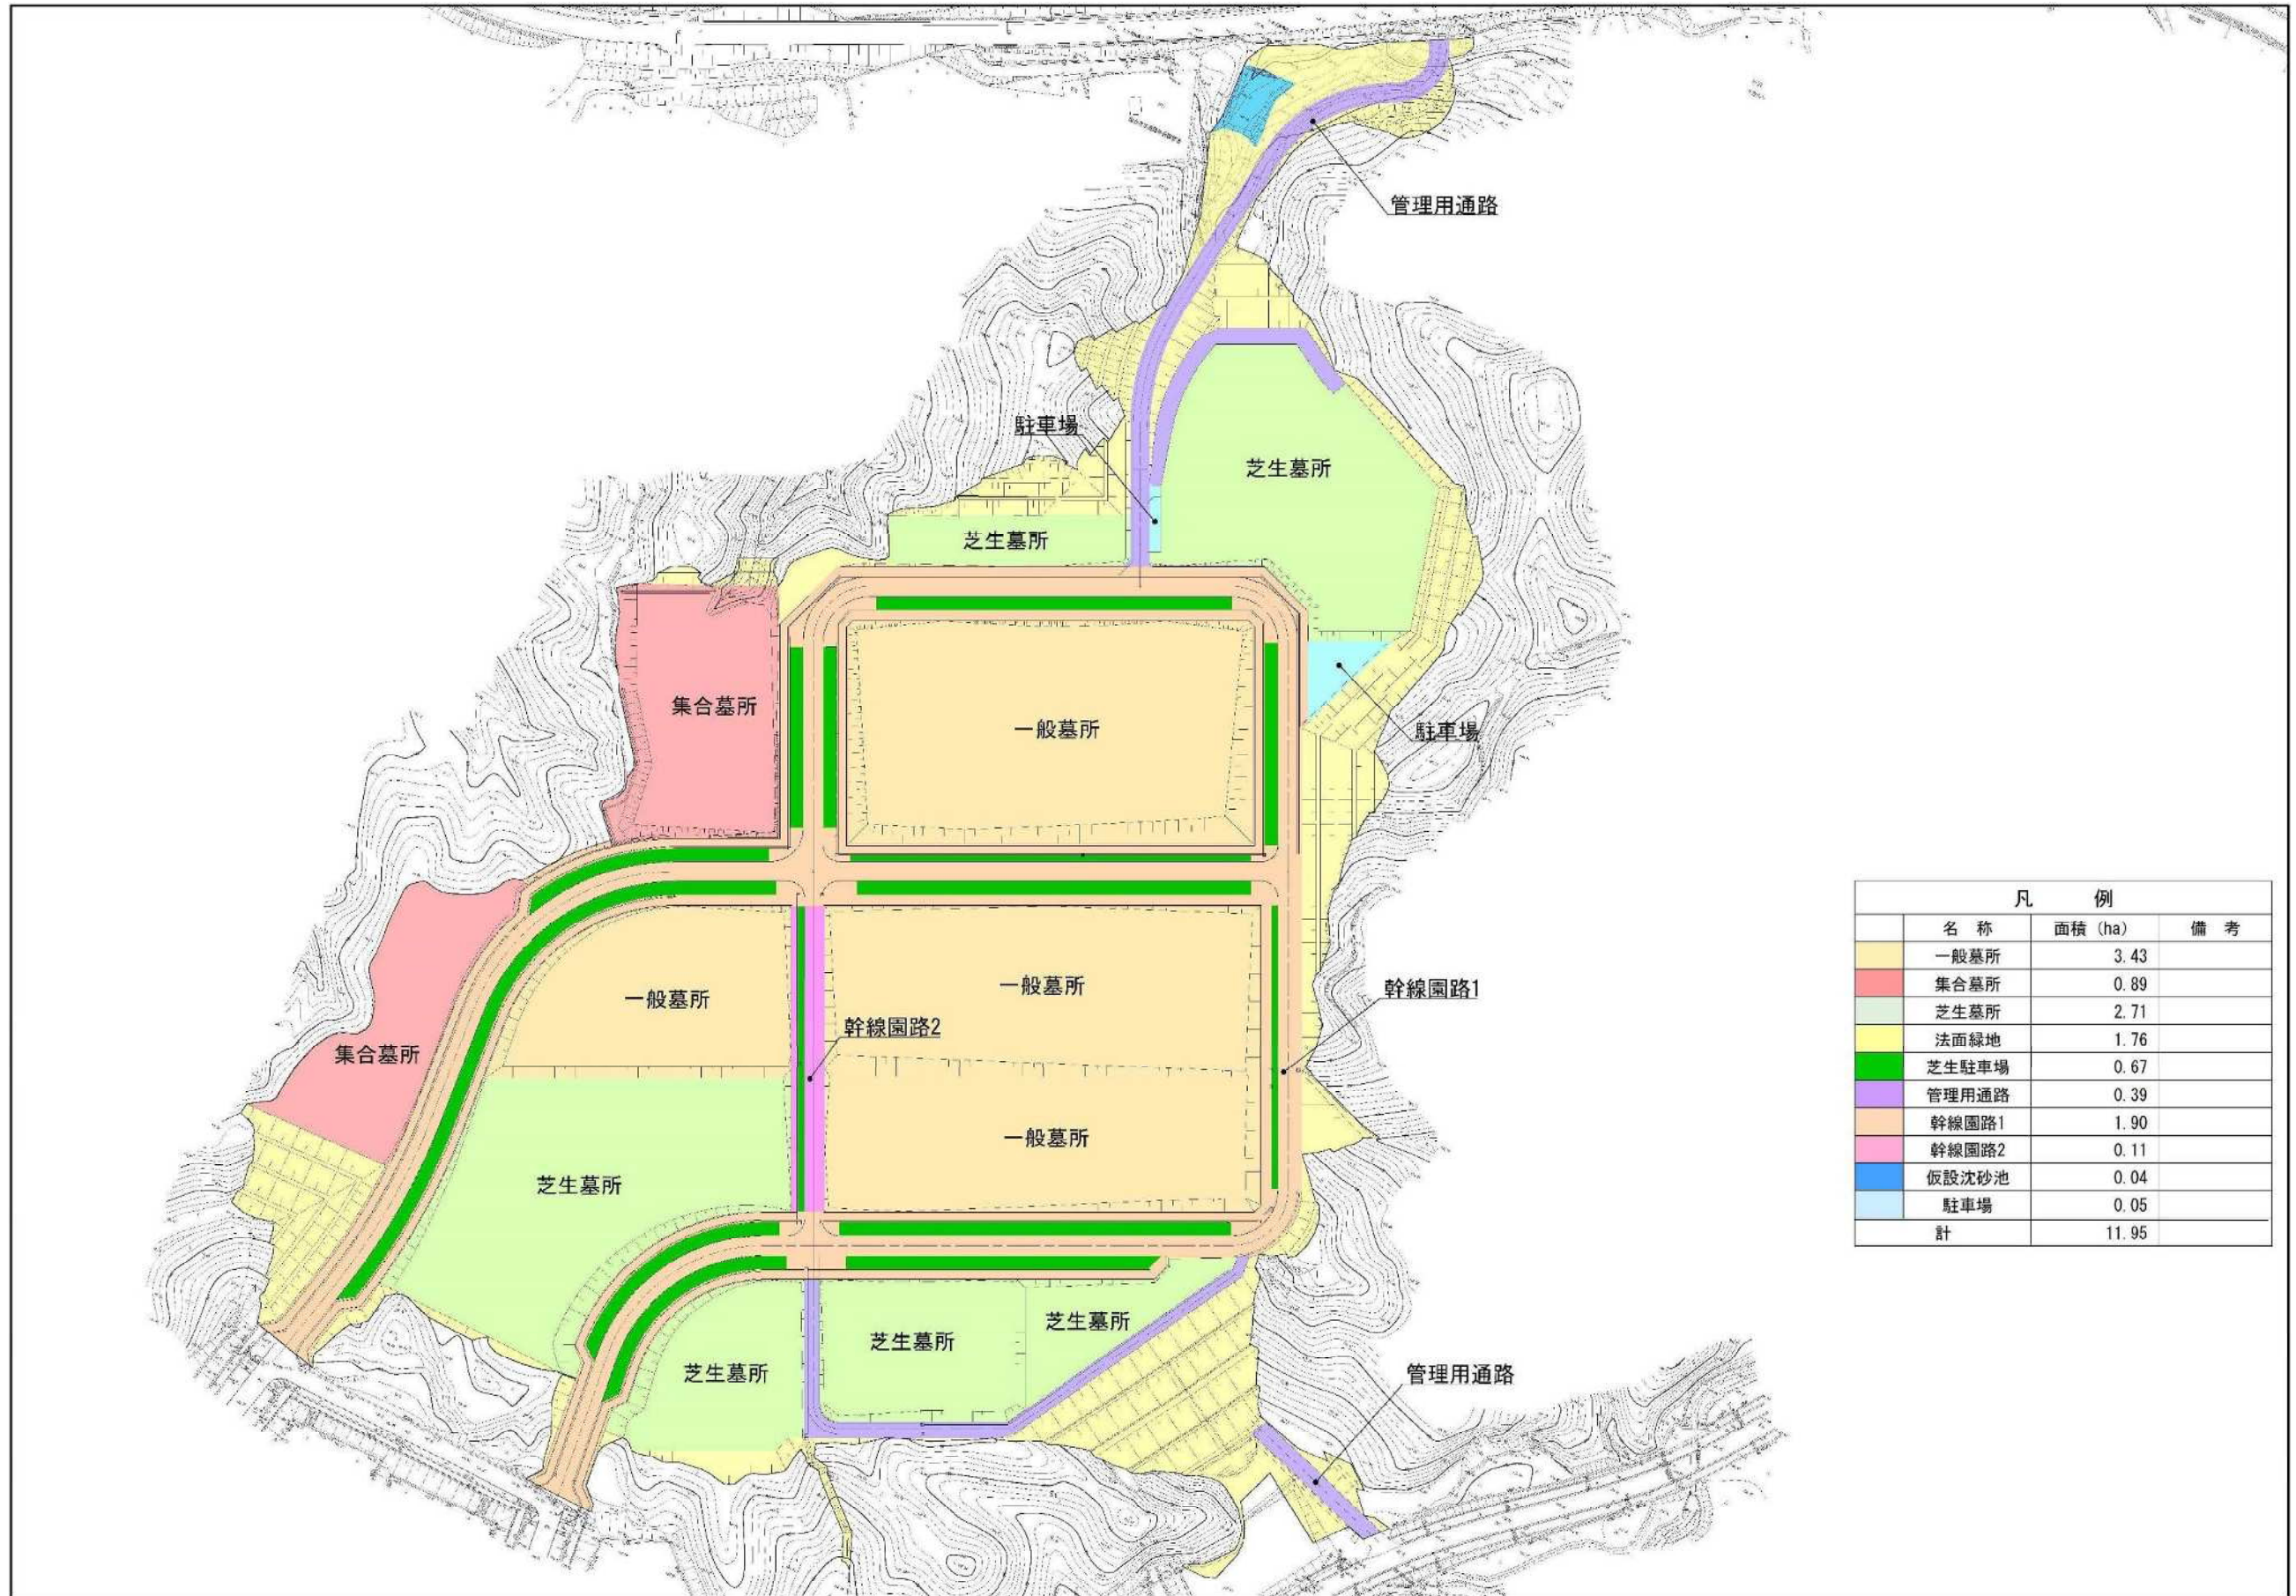 管理用通路
駐車場
芝生墓所
芝生墓所
集合墓所
一般墓所
駐車場
一般墓所
一般墓所
幹線園路1
幹線園路2
集合墓所
一般墓所
芝生墓所
芝生墓所
芝生墓所
芝生墓所
管理用通路
凡 例
名 称 面積 (ha) 備 考
一般墓所 3.43
集合墓所 0.89
芝生墓所 2.71
法面緑地 1.76
芝生駐車場 0.67
管理用通路 0.39
幹線園路1 1.90
幹線園路2 0.11
仮設沈砂池 0.04
駐車場 0.05
計 11.95